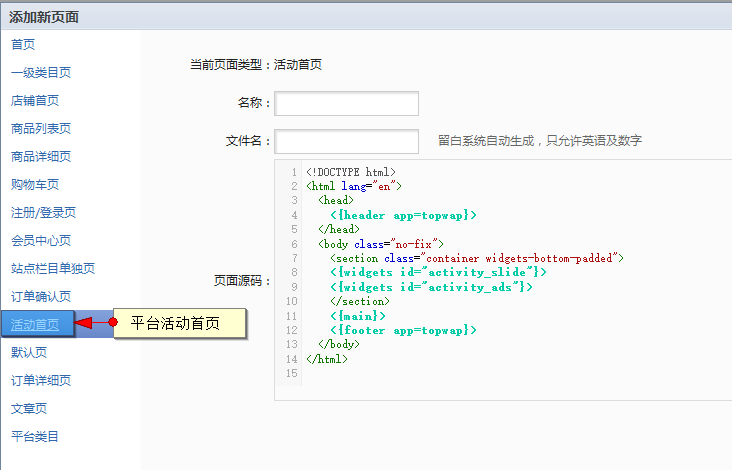 添加新页面
首页
一级类目页
店铺首页
商品列表页
商品详细页
购物车页
注册/登录页
会员中心页
站点栏目单独页
订单确认页
活动首页
平台活动首页
默认页
订单详细页
文章页
平台类目
当前页面类型：活动首页
名称：
文件名： 留白系统自动生成，只允许英语及数字
页面源码：
1 <!DOCTYPE html>
2 <html lang="en">
3 <head>
4 <{header app=topwap}>
5 </head>
6 <body class="no-fix">
7 <section class="container widgets-bottom-padded">
8 <{widgets id="activity_slide"}>
9 <{widgets id="activity_ads"}>
10 </section>
11 <{main}>
12 <{footer app=topwap}>
13 </body>
14 </html>
15